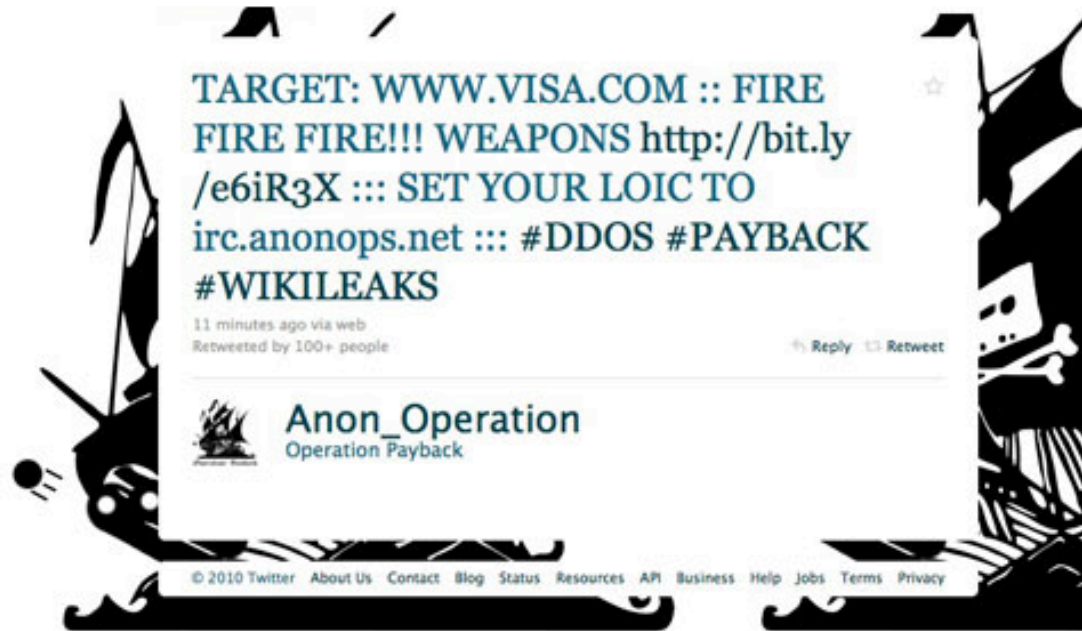 TARGET: WWW.VISA.COM :: FIRE
FIRE FIRE!!! WEAPONS http://bit.ly
/e6iR3X ::: SET YOUR LOIC TO
irc.anonops.net ::: #DDOS #PAYBACK
#WIKILEAKS
11 minutes ago via web
Retweeted by 100+ people
Reply Retweet
Anon_Operation
Operation Payback
© 2010 Twitter About Us Contact Blog Status Resources API Business Help Jobs Terms Privacy